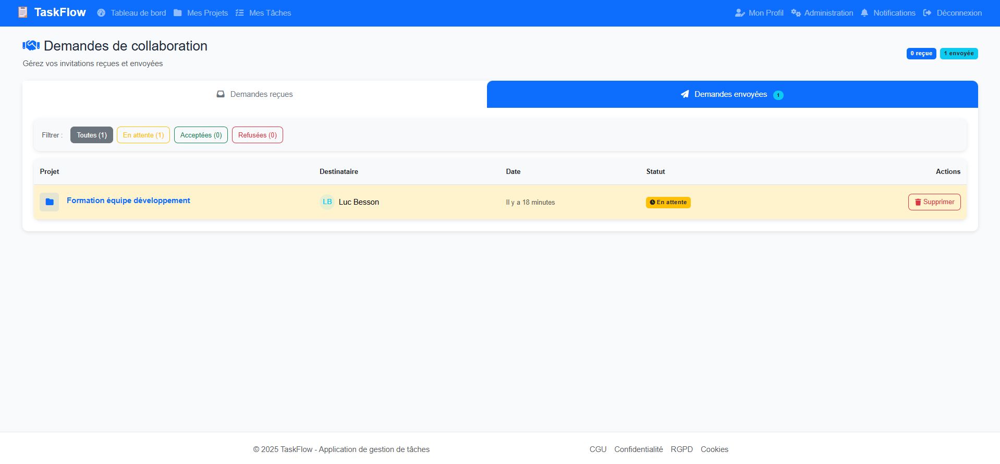 TaskFlow Tableau de bord Mes Projets Mes Tâches Mon Profil Administration Notifications Déconnexion
Demandes de collaboration
Gérez vos invitations reçues et envoyées
0 reçue 1 envoyée
Demandes reçues Demandes envoyées 1
Filtrer : Toutes (1) En attente (1) Acceptées (0) Refusées (0)
Projet Destinataire Date Statut Actions
Formation équipe développement LB Luc Besson Il y a 18 minutes En attente Supprimer
© 2025 TaskFlow - Application de gestion de tâches CGU Confidentialité RGPD Cookies